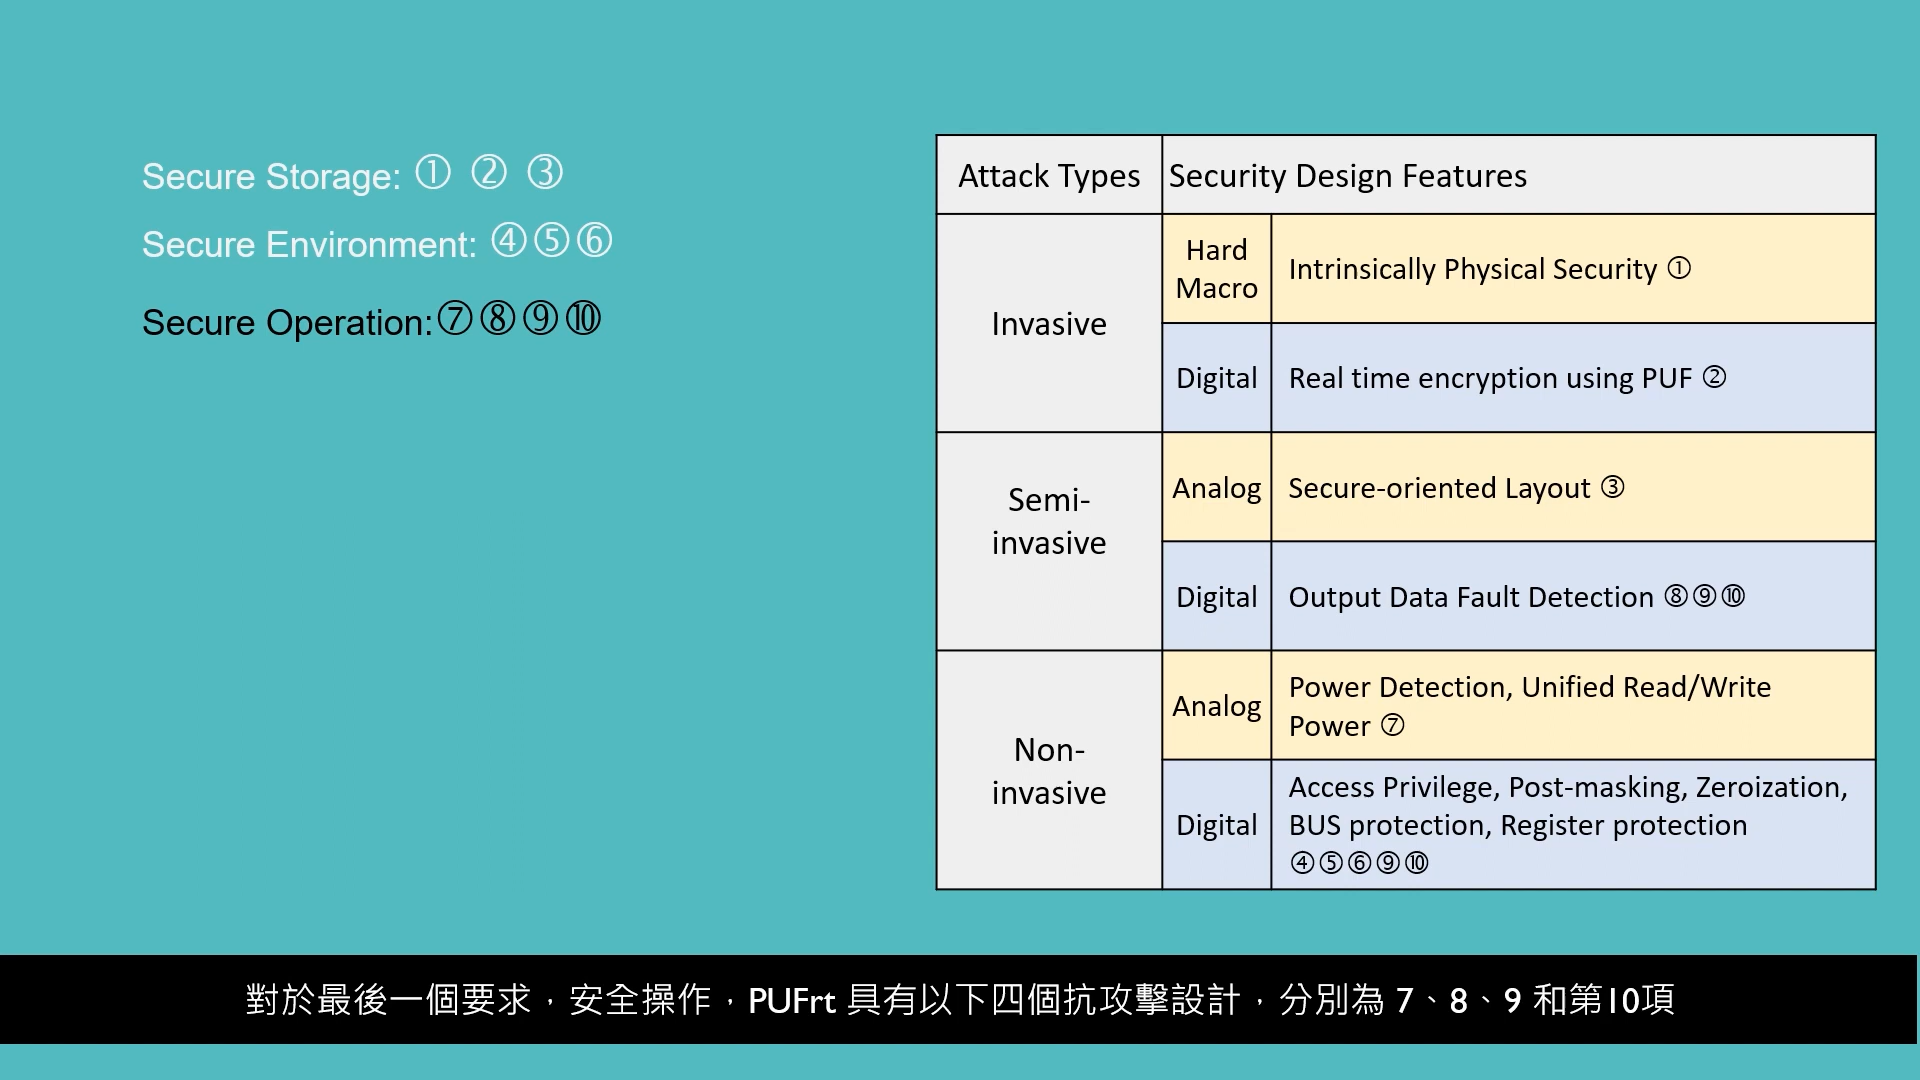 Secure Storage: ① ② ③
Secure Environment: ④⑤⑥
Secure Operation:⑦⑧⑨⑩
Attack Types
Security Design Features
Invasive
Hard
Macro
Intrinsically Physical Security ①
Digital
Real time encryption using PUF ②
Semi-
invasive
Analog
Secure-oriented Layout ③
Digital
Output Data Fault Detection ⑧⑨⑩
Non-
invasive
Analog
Power Detection, Unified Read/Write
Power ⑦
Digital
Access Privilege, Post-masking, Zeroization,
BUS protection, Register protection
④⑤⑥⑨⑩
對於最後一個要求，安全操作，PUFrt 具有以下四個抗攻擊設計，分別為 7、8、9 和第10項